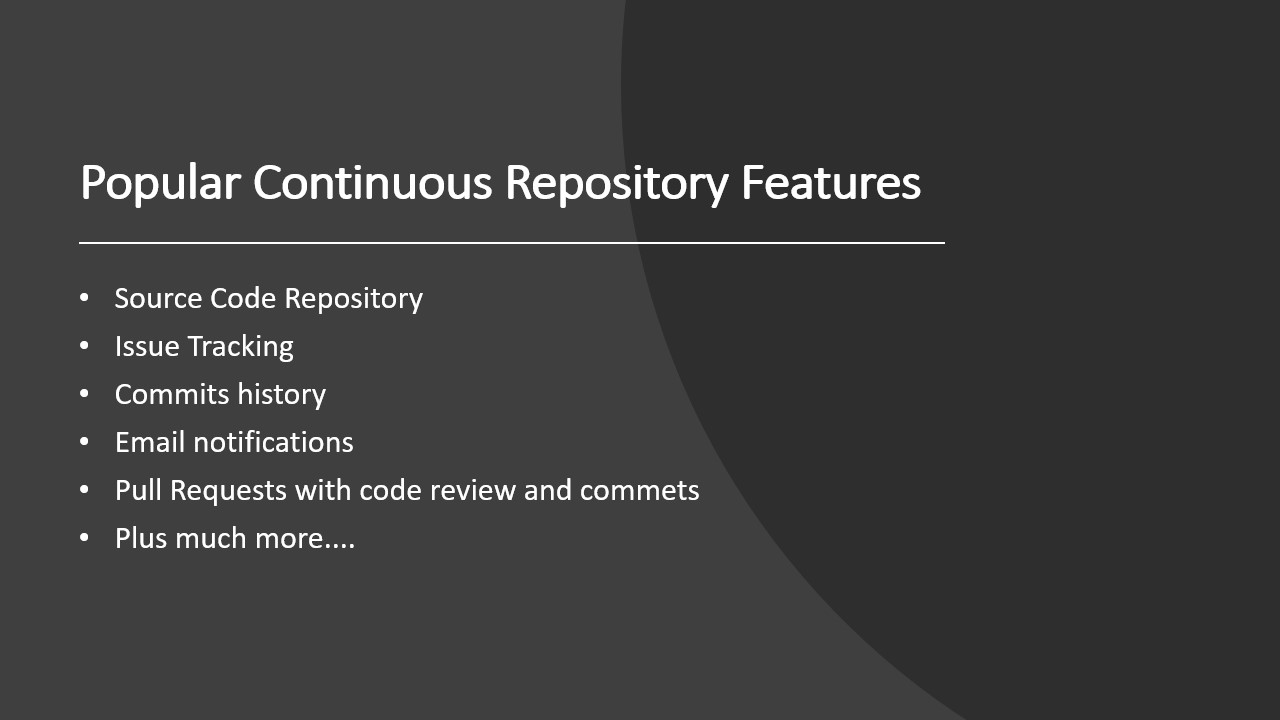 Popular Continuous Repository Features
• Source Code Repository
• Issue Tracking
• Commits history
• Email notifications
• Pull Requests with code review and commets
• Plus much more....